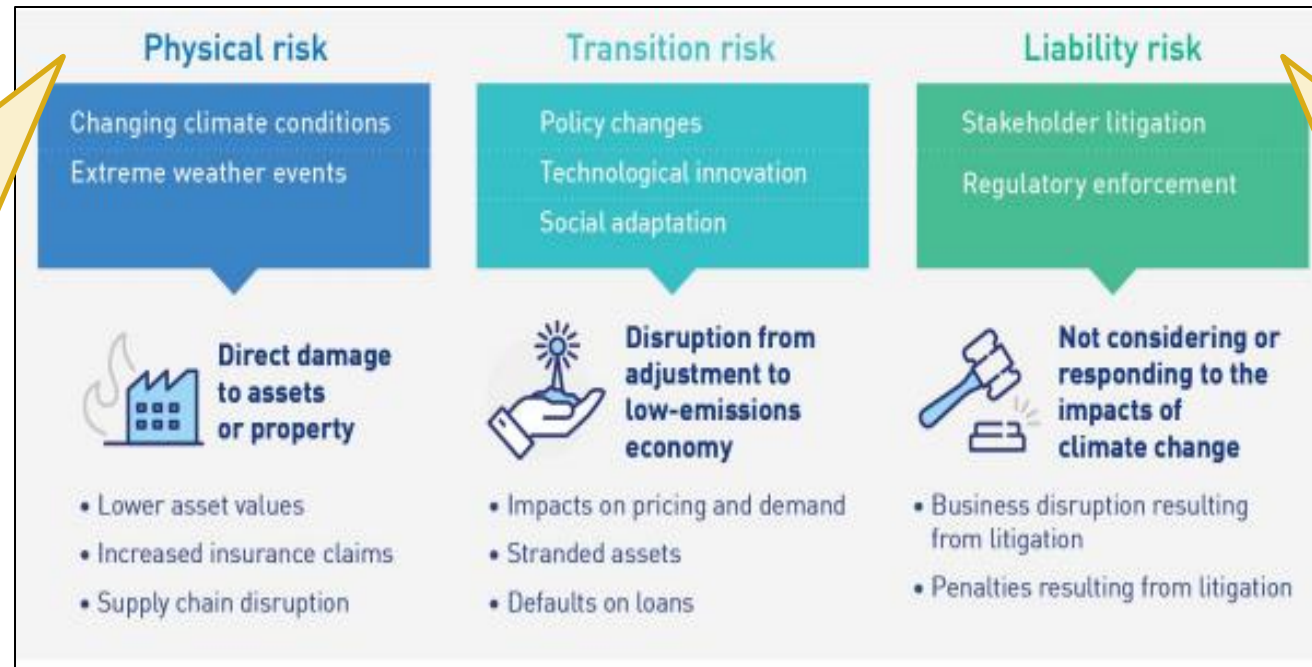 Physical risk
Changing climate conditions
Extreme weather events
Direct damage
to assets
or property
• Lower asset values
• Increased insurance claims
• Supply chain disruption
Transition risk
Policy changes
Technological innovation
Social adaptation
Disruption from
adjustment to
low-emissions
economy
• Impacts on pricing and demand
• Stranded assets
• Defaults on loans
Liability risk
Stakeholder litigation
Regulatory enforcement
Not considering or
responding to the
impacts of
climate change
• Business disruption resulting
from litigation
• Penalties resulting from litigation